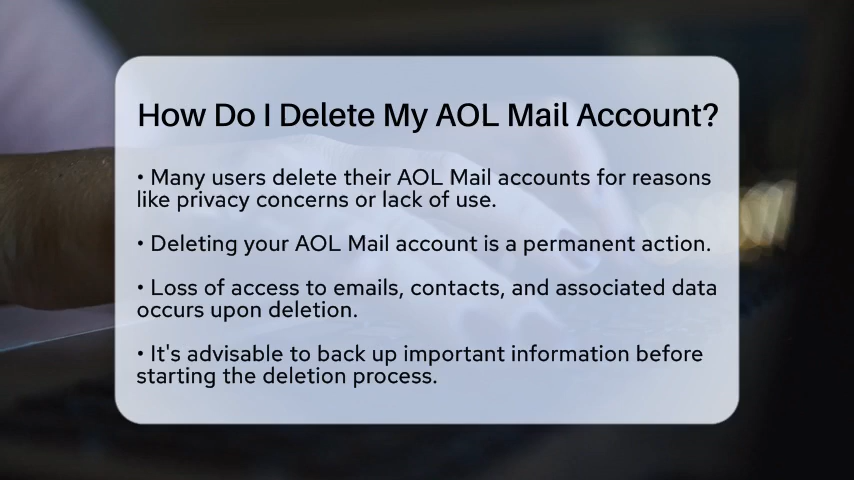 How Do I Delete My AOL Mail Account?
• Many users delete their AOL Mail accounts for reasons
like privacy concerns or lack of use.
• Deleting your AOL Mail account is a permanent action.
• Loss of access to emails, contacts, and associated data
occurs upon deletion.
• It's advisable to back up important information before
starting the deletion process.